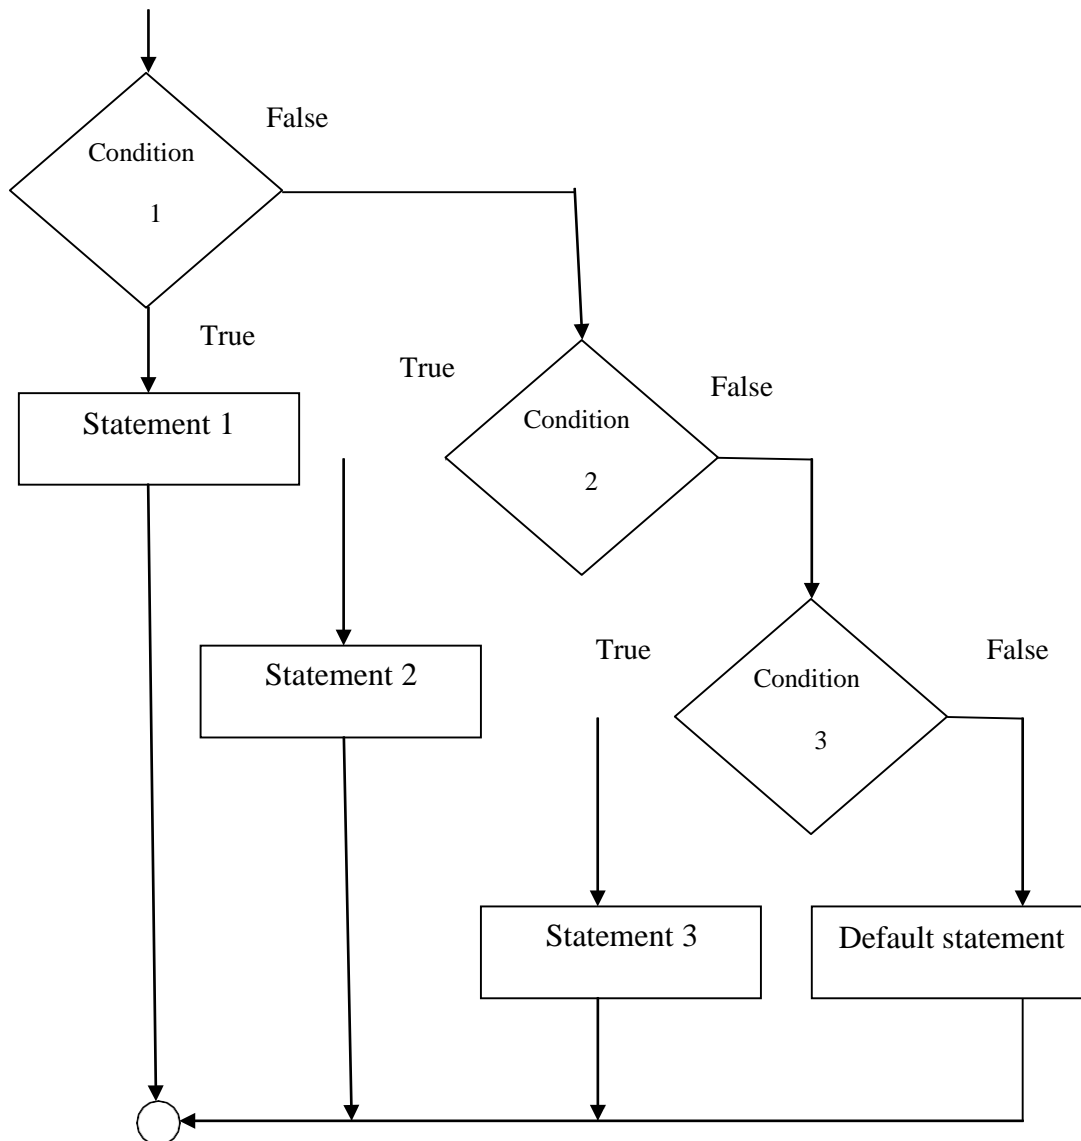 False
Condition
1
True
Statement 1
True
False
Condition
2
Statement 2
True
False
Condition
3
Statement 3
Default statement